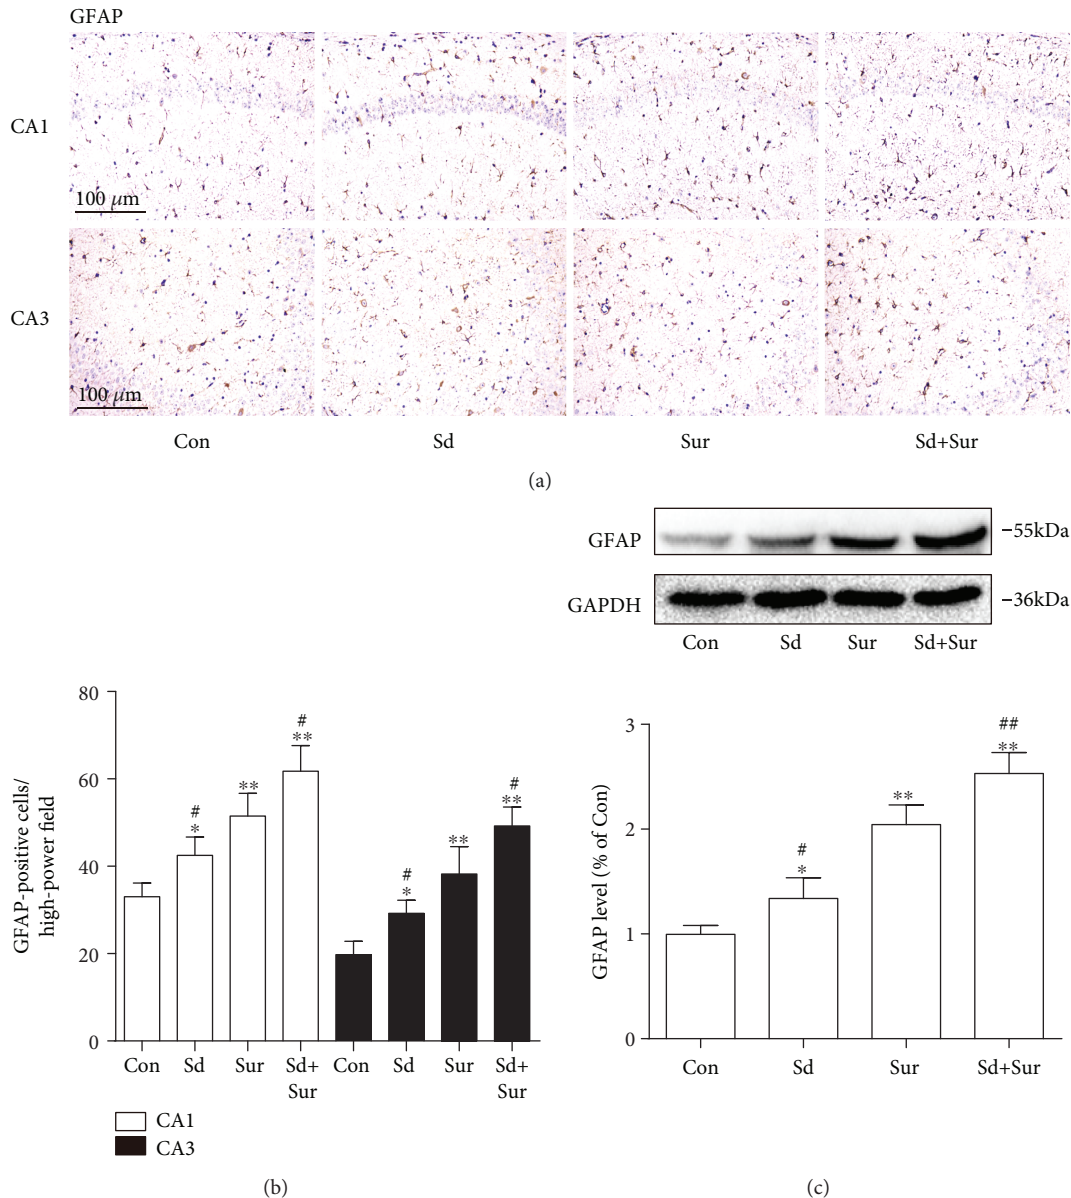 GFAP
CA1
100 μm
CA3
100 μm
Con Sd Sur Sd+Sur
(a)
GFAP
−55kDa
GAPDH
−36kDa
Con Sd Sur Sd+Sur
GFAP-positive cells/
high-power field
80
60
40
20
0
#
*
**
#
**
#
*
**
#
**
Con Sd Sur Sd+ Con Sd Sur Sd+
Sur Sur
CA1
CA3
(b)
GFAP level (% of Con)
3
2
1
0
#
*
**
##
**
Con Sd Sur Sd+Sur
(c)